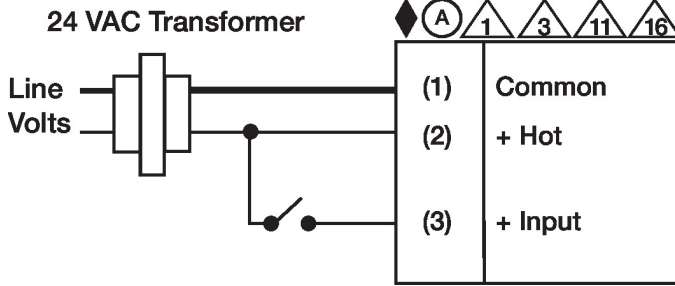 24 VAC Transformer
A 1 3 11 16
Line
Volts
(1) Common
(2) + Hot
(3) + Input